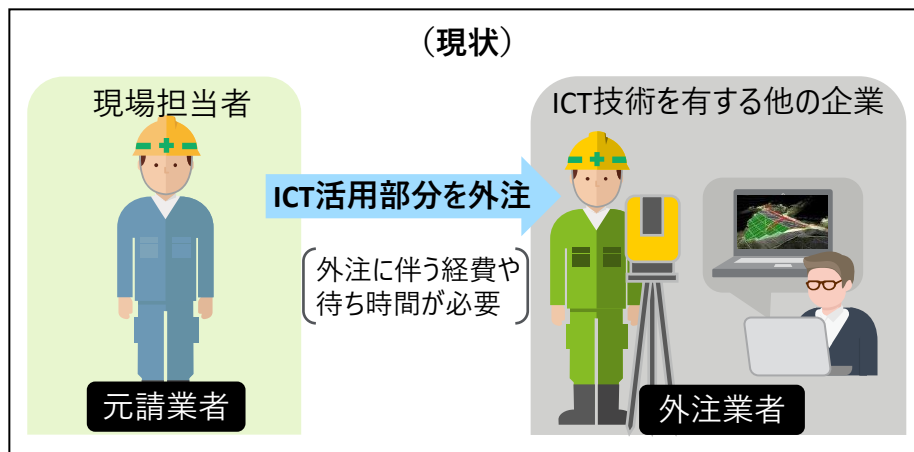 （現状）
現場担当者
ICT技術を有する他の企業
ICT活用部分を外注
外注に伴う経費や
待ち時間が必要
元請業者
外注業者